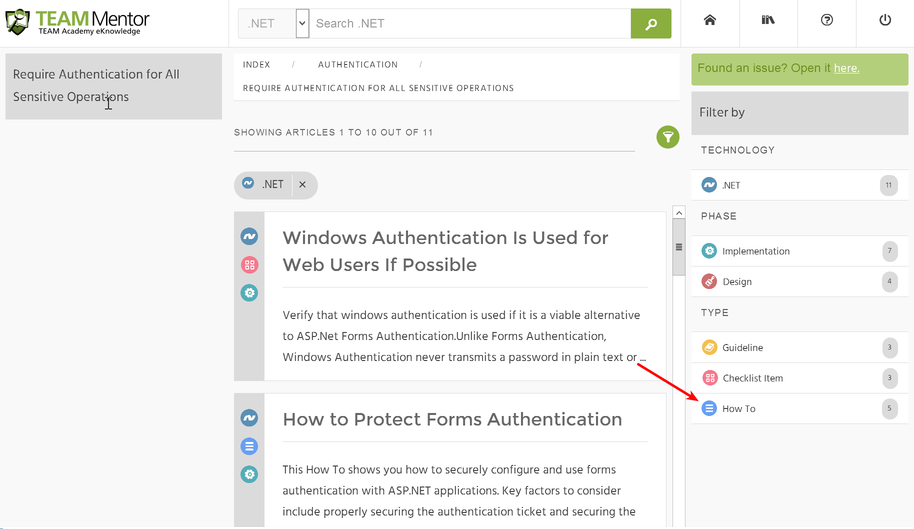 TEAM Mentor
TEAM Academy eKnowledge
.NET
Search .NET
Require Authentication for All
Sensitive Operations
INDEX / AUTHENTICATION /
REQUIRE AUTHENTICATION FOR ALL SENSITIVE OPERATIONS
SHOWING ARTICLES 1 TO 10 OUT OF 11
.NET ×
Windows Authentication Is Used for
Web Users If Possible
Verify that windows authentication is used if it is a viable alternative
to ASP.Net Forms Authentication.Unlike Forms Authentication,
Windows Authentication never transmits a password in plain text or ...
How to Protect Forms Authentication
This How To shows you how to securely configure and use forms
authentication with ASP.NET applications. Key factors to consider
include properly securing the authentication ticket and securing the
Found an issue? Open it here.
Filter by
TECHNOLOGY
.NET 11
PHASE
Implementation 7
Design 4
TYPE
Guideline 3
Checklist Item 3
How To 5